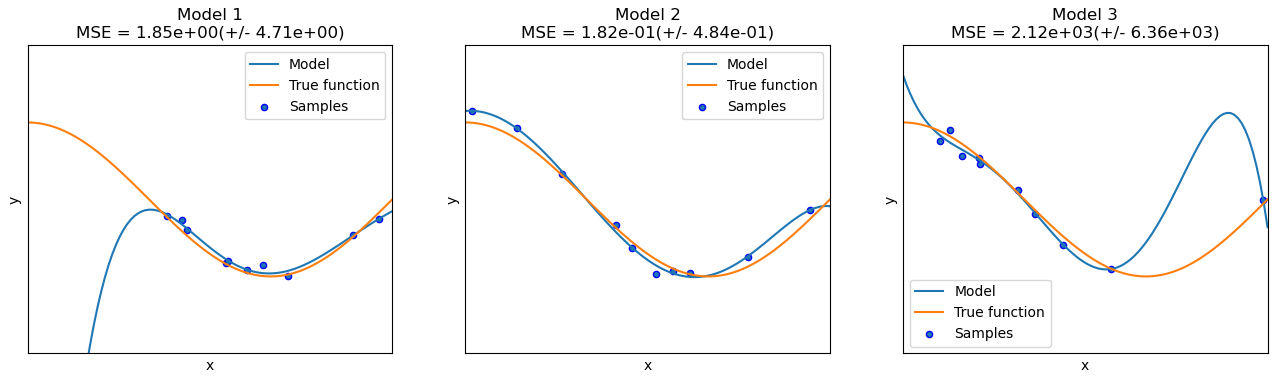 Model 1
MSE = 1.85e+00(+/- 4.71e+00)
Model
True function
Samples
y
x
Model 2
MSE = 1.82e-01(+/- 4.84e-01)
Model
True function
Samples
y
x
Model 3
MSE = 2.12e+03(+/- 6.36e+03)
Model
True function
Samples
y
x